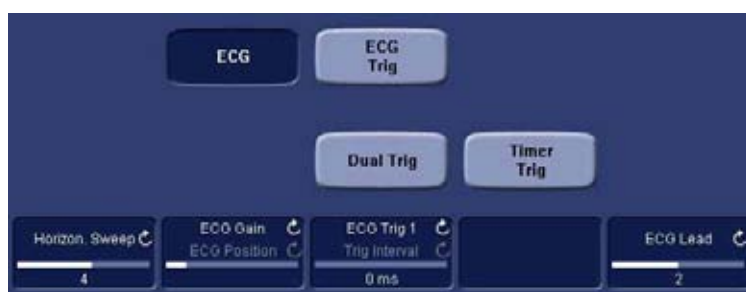 ECG
ECG
Trig
Dual Trig
Timer
Trig
Horizon. Sweep
4
ECG Gain
ECG Position
ECG Trig 1
Trig Interval
0 ms
ECG Lead
2